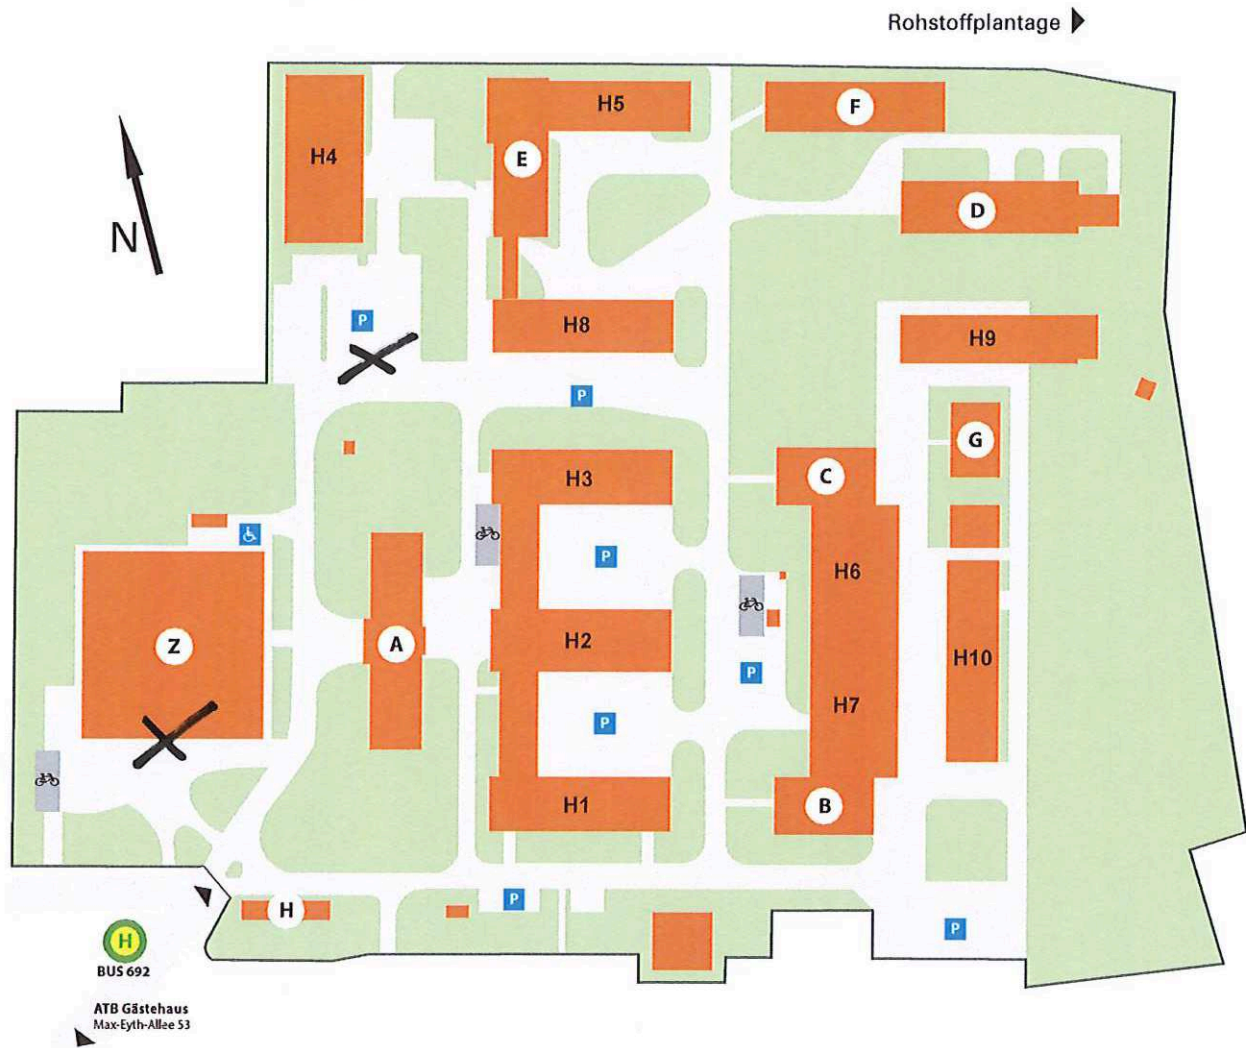 Rohstoffplantage
H5
F
H4
E
D
N
P
H8
H9
P
G
H3
C
P
H6
Z
A
H2
H10
P
H7
P
H1
B
P
H
P
H
BUS 692
ATB Gästehaus
Max-Eyth-Allee 53